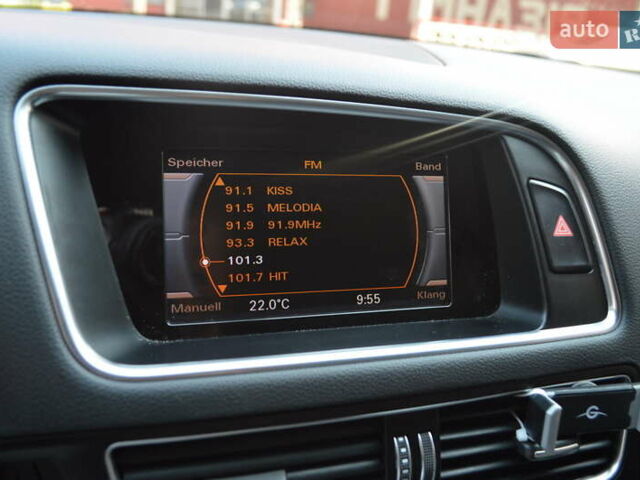 auto
R
Speicher FM Band
91.1 KISS
91.5 MELODIA
91.9 91.9MHz
93.3 RELAX
101.3
101.7 HIT
Manuell 22.0°C 9:55 Klang